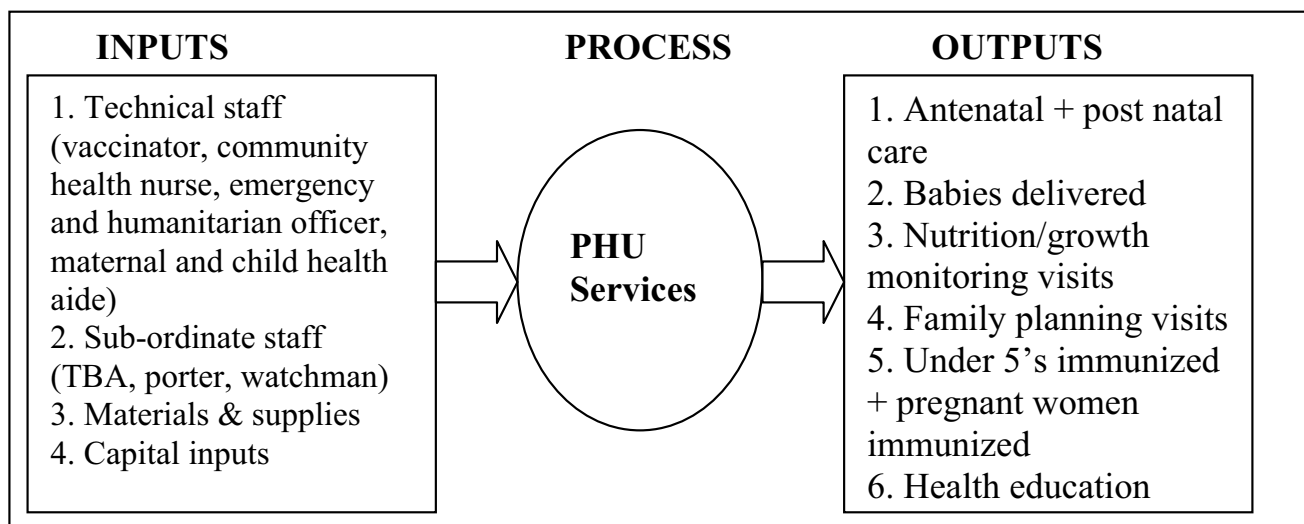 INPUTS
1. Technical staff
(vaccinator, community
health nurse, emergency
and humanitarian officer,
maternal and child health
aide)
2. Sub-ordinate staff
(TBA, porter, watchman)
3. Materials & supplies
4. Capital inputs
PROCESS
PHU
Services
OUTPUTS
1. Antenatal + post natal
care
2. Babies delivered
3. Nutrition/growth
monitoring visits
4. Family planning visits
5. Under 5’s immunized
+ pregnant women
immunized
6. Health education